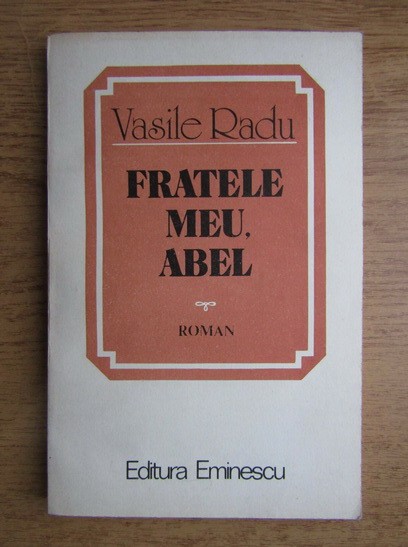 Vasile Radu
FRATELE
MEU,
ABEL
ROMAN
Editura Eminescu